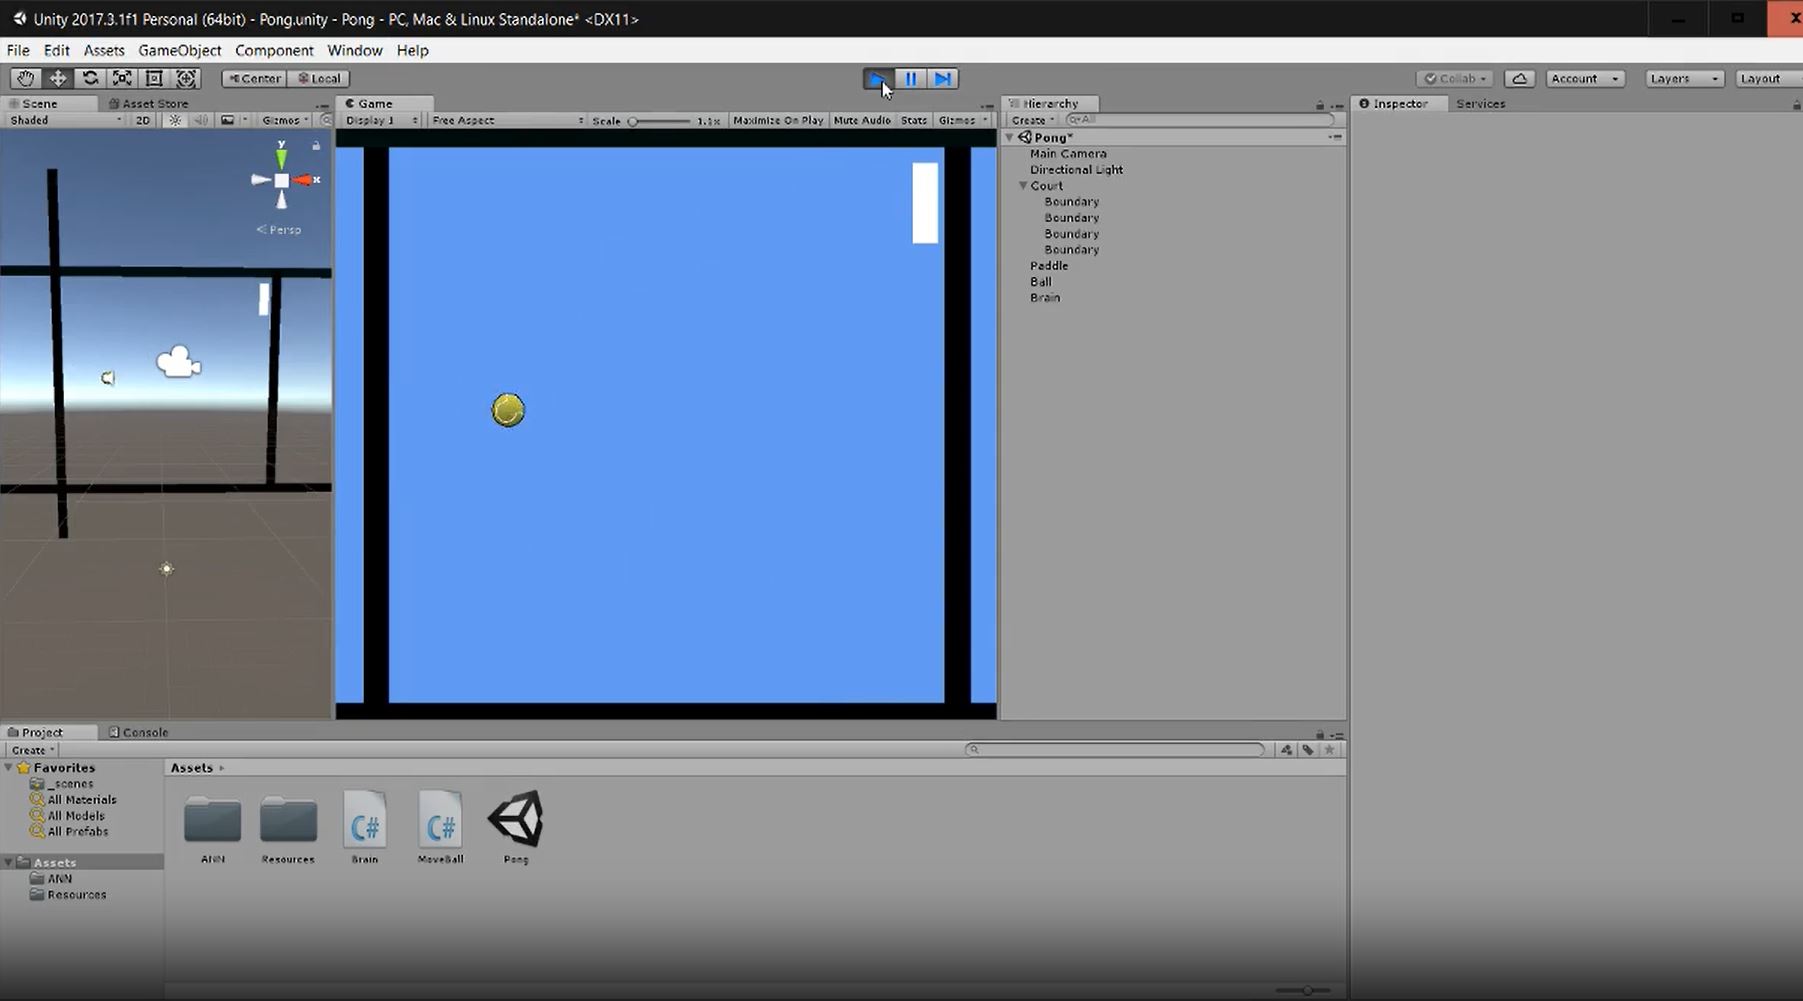 Unity 2017.3.1f1 Personal (64bit) - Pong.unity - Pong - PC, Mac & Linux Standalone* <DX11>
File Edit Assets GameObject Component Window Help
Center Local Collab Account Layers Layout
Scene Asset Store Game Hierarchy Inspector Services
Shaded 2D Gizmos Display 1 Free Aspect Scale 1.1x Maximize On Play Mute Audio Stats Gizmos Create All
Pong*
Main Camera
Directional Light
Court
Boundary
Boundary
Boundary
Boundary
Paddle
Ball
Brain
y
x
Persp
Project Console
Create
Favorites
_scenes
All Materials
All Models
All Prefabs
Assets
ANN
Resources
Assets
ANN Resources Brain MoveBall Pong
C# C#